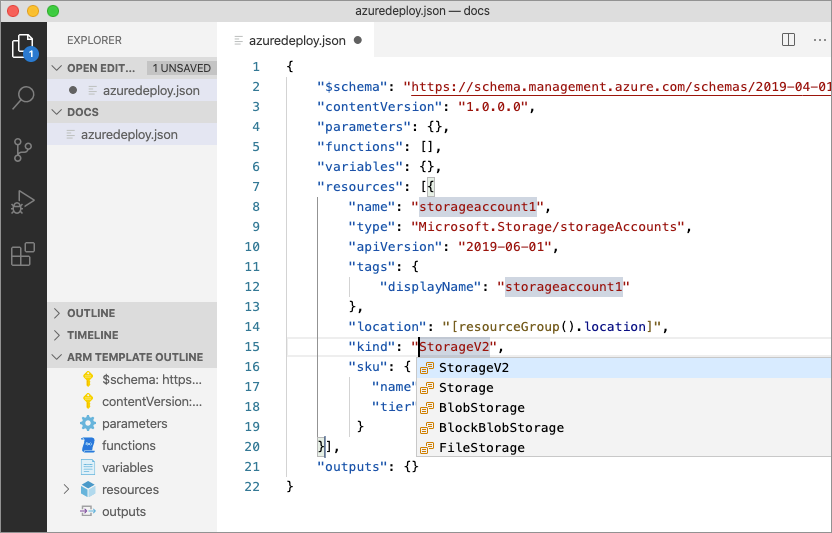 azuredeploy.json — docs
EXPLORER
1
OPEN EDIT... 1 UNSAVED
azuredeploy.json
DOCS
azuredeploy.json
OUTLINE
TIMELINE
ARM TEMPLATE OUTLINE
$schema: https...
contentVersion:...
parameters
functions
variables
resources
outputs
azuredeploy.json
1 {
2 "$schema": "https://schema.management.azure.com/schemas/2019-04-01
3 "contentVersion": "1.0.0.0",
4 "parameters": {},
5 "functions": [],
6 "variables": {},
7 "resources": [{
8 "name": "storageaccount1",
9 "type": "Microsoft.Storage/storageAccounts",
10 "apiVersion": "2019-06-01",
11 "tags": {
12 "displayName": "storageaccount1"
13 },
14 "location": "[resourceGroup().location]",
15 "kind": "StorageV2",
16 "sku": {
17 "name"
18 "tier"
19 }
20 }],
21 "outputs": {}
22 }
StorageV2
Storage
BlobStorage
BlockBlobStorage
FileStorage